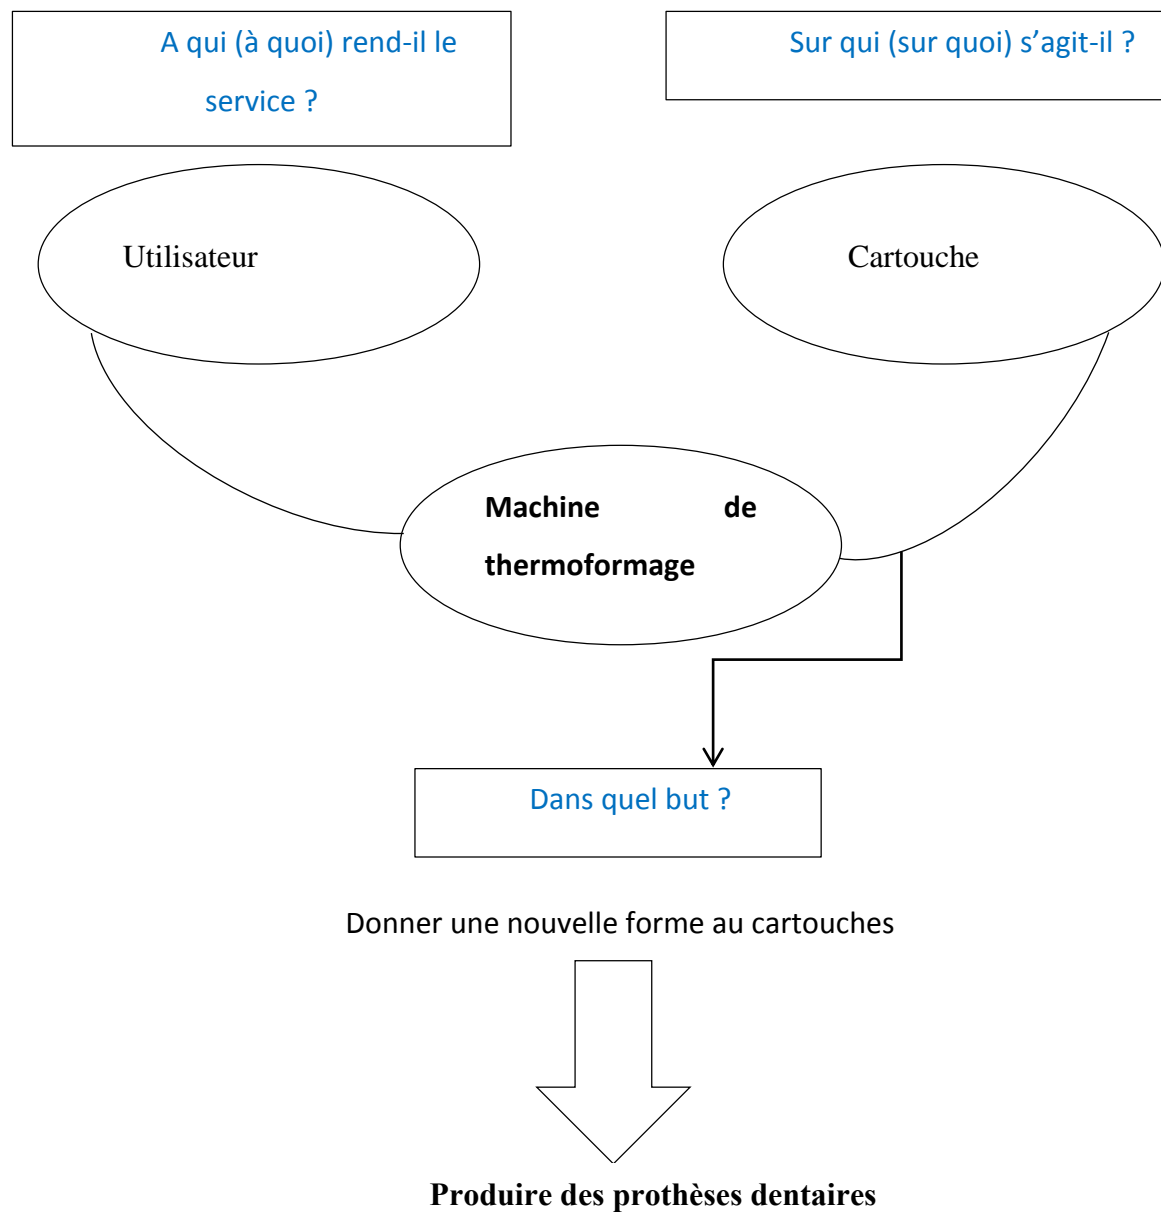 A qui (à quoi) rend-il le
service ?
Sur qui (sur quoi) s’agit-il ?
Utilisateur
Cartouche
Machine de
thermoformage
Dans quel but ?
Donner une nouvelle forme au cartouches
Produire des prothèses dentaires